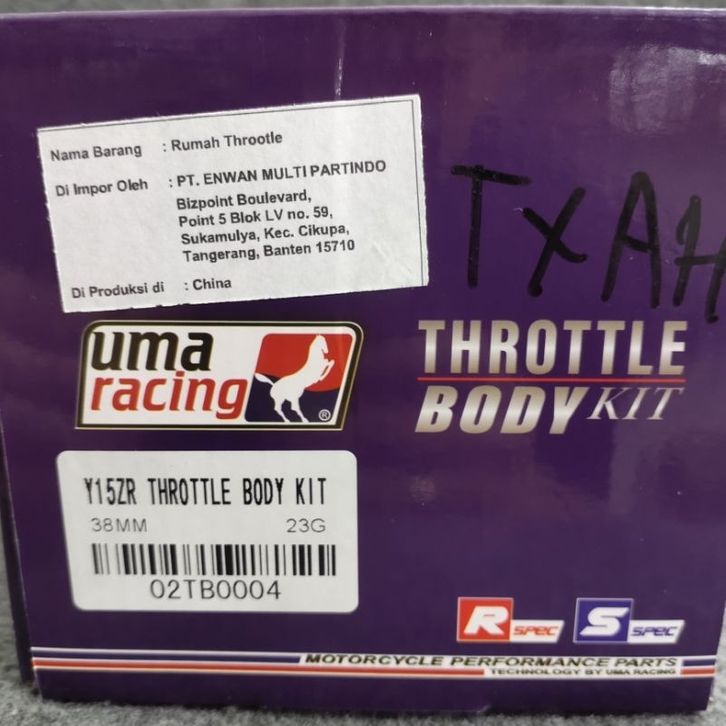 Nama Barang : Rumah Throotle
Di Impor Oleh : PT. ENWAN MULTI PARTINDO
Bizpoint Boulevard,
Point 5 Blok LV no. 59,
Sukamulya, Kec. Cikupa,
Tangerang, Banten 15710
Di Produksi di : China
TXAH
uma
racing
®
THROTTLE
BODY KIT
Y15ZR THROTTLE BODY KIT
38MM 23G
02TB0004
R SPEC S SPEC
MOTORCYCLE PERFORMANCE PARTS
TECHNOLOGY BY UMA RACING